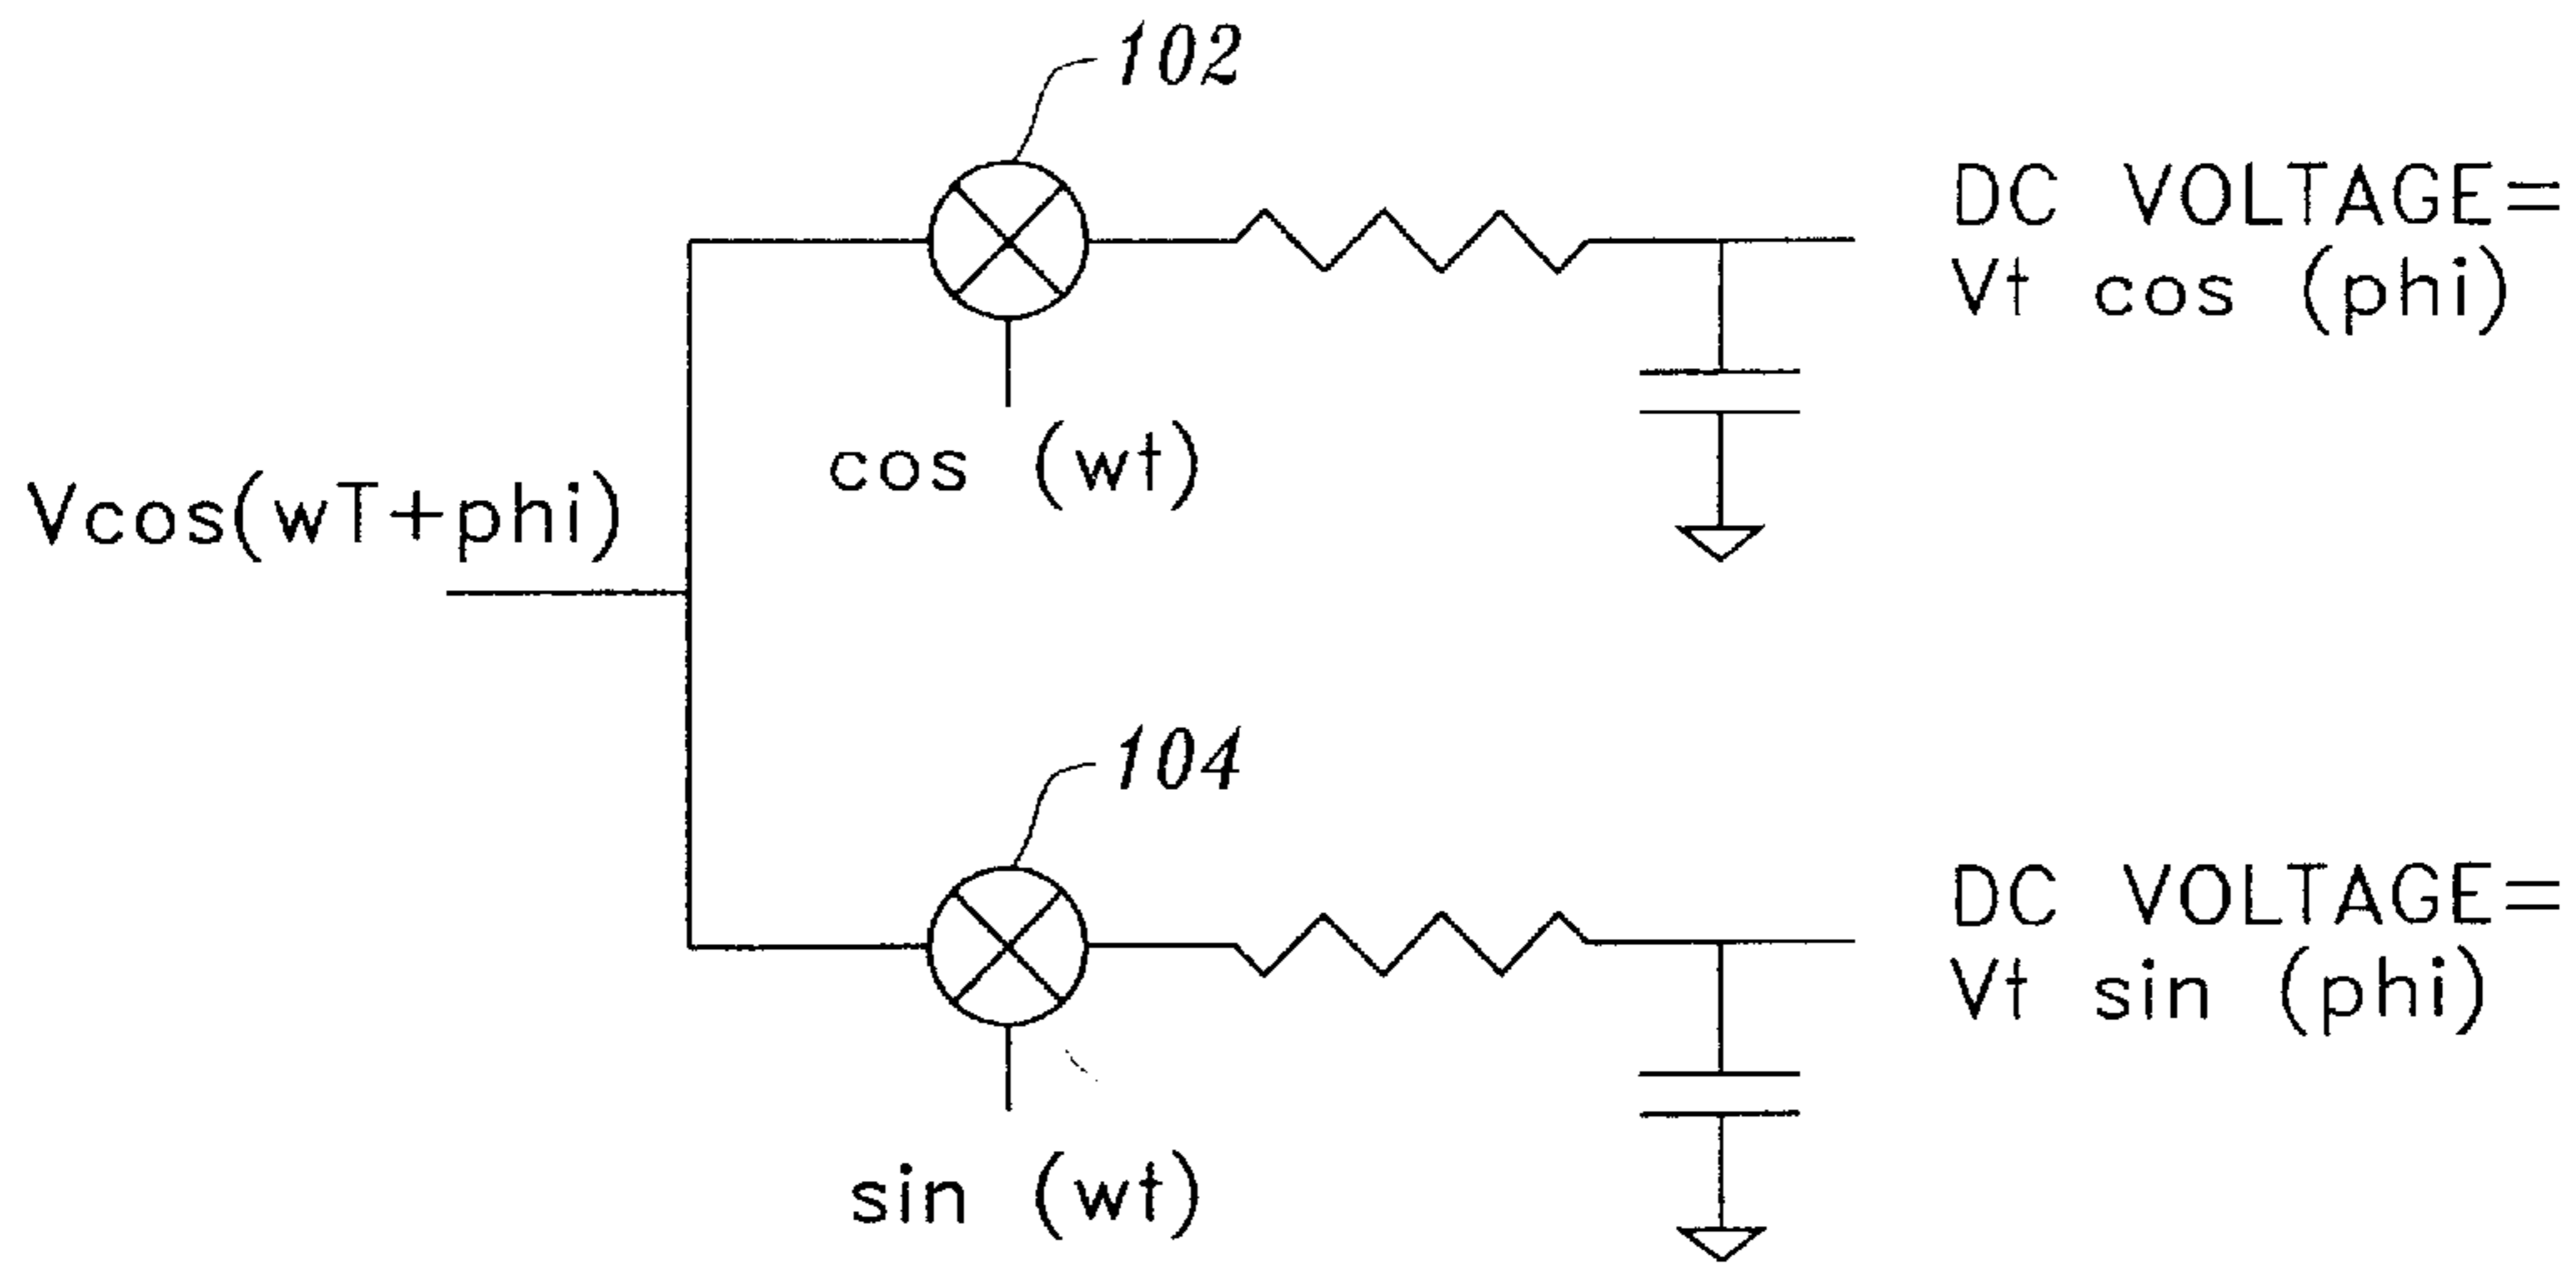 102
DC VOLTAGE=
Vt cos (phi)
cos (wt)
Vcos(wT+phi)
104
DC VOLTAGE=
Vt sin (phi)
sin (wt)